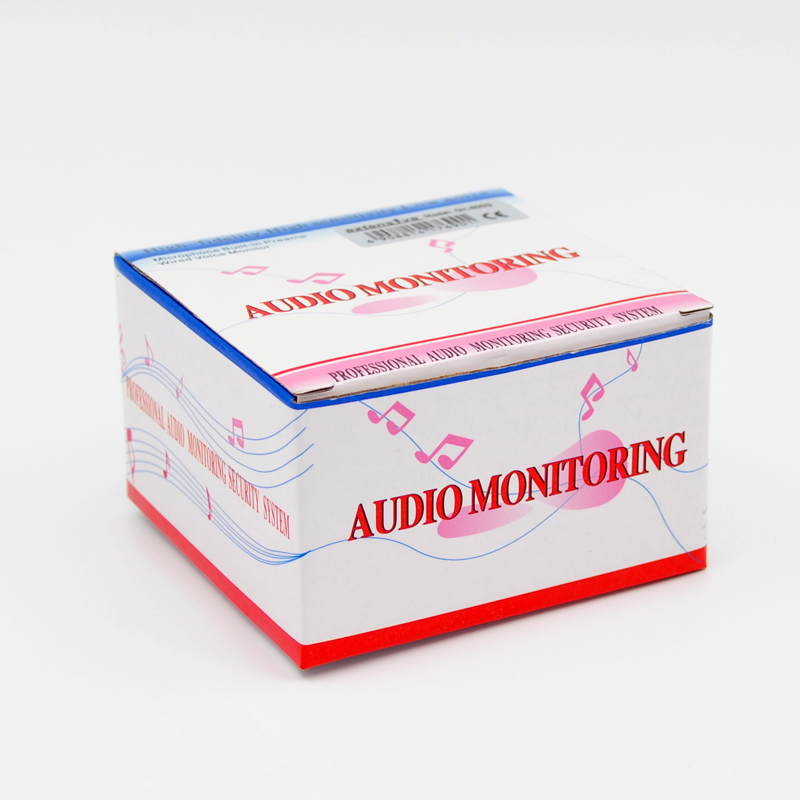 Microphone Built-in Preamp
Wired Voice Monitor
Model:
CE
AUDIO MONITORING
PROFESSIONAL AUDIO MONITORING SECURITY SYSTEM
PROFESSIONAL AUDIO MONITORING SECURITY SYSTEM
AUDIO MONITORING